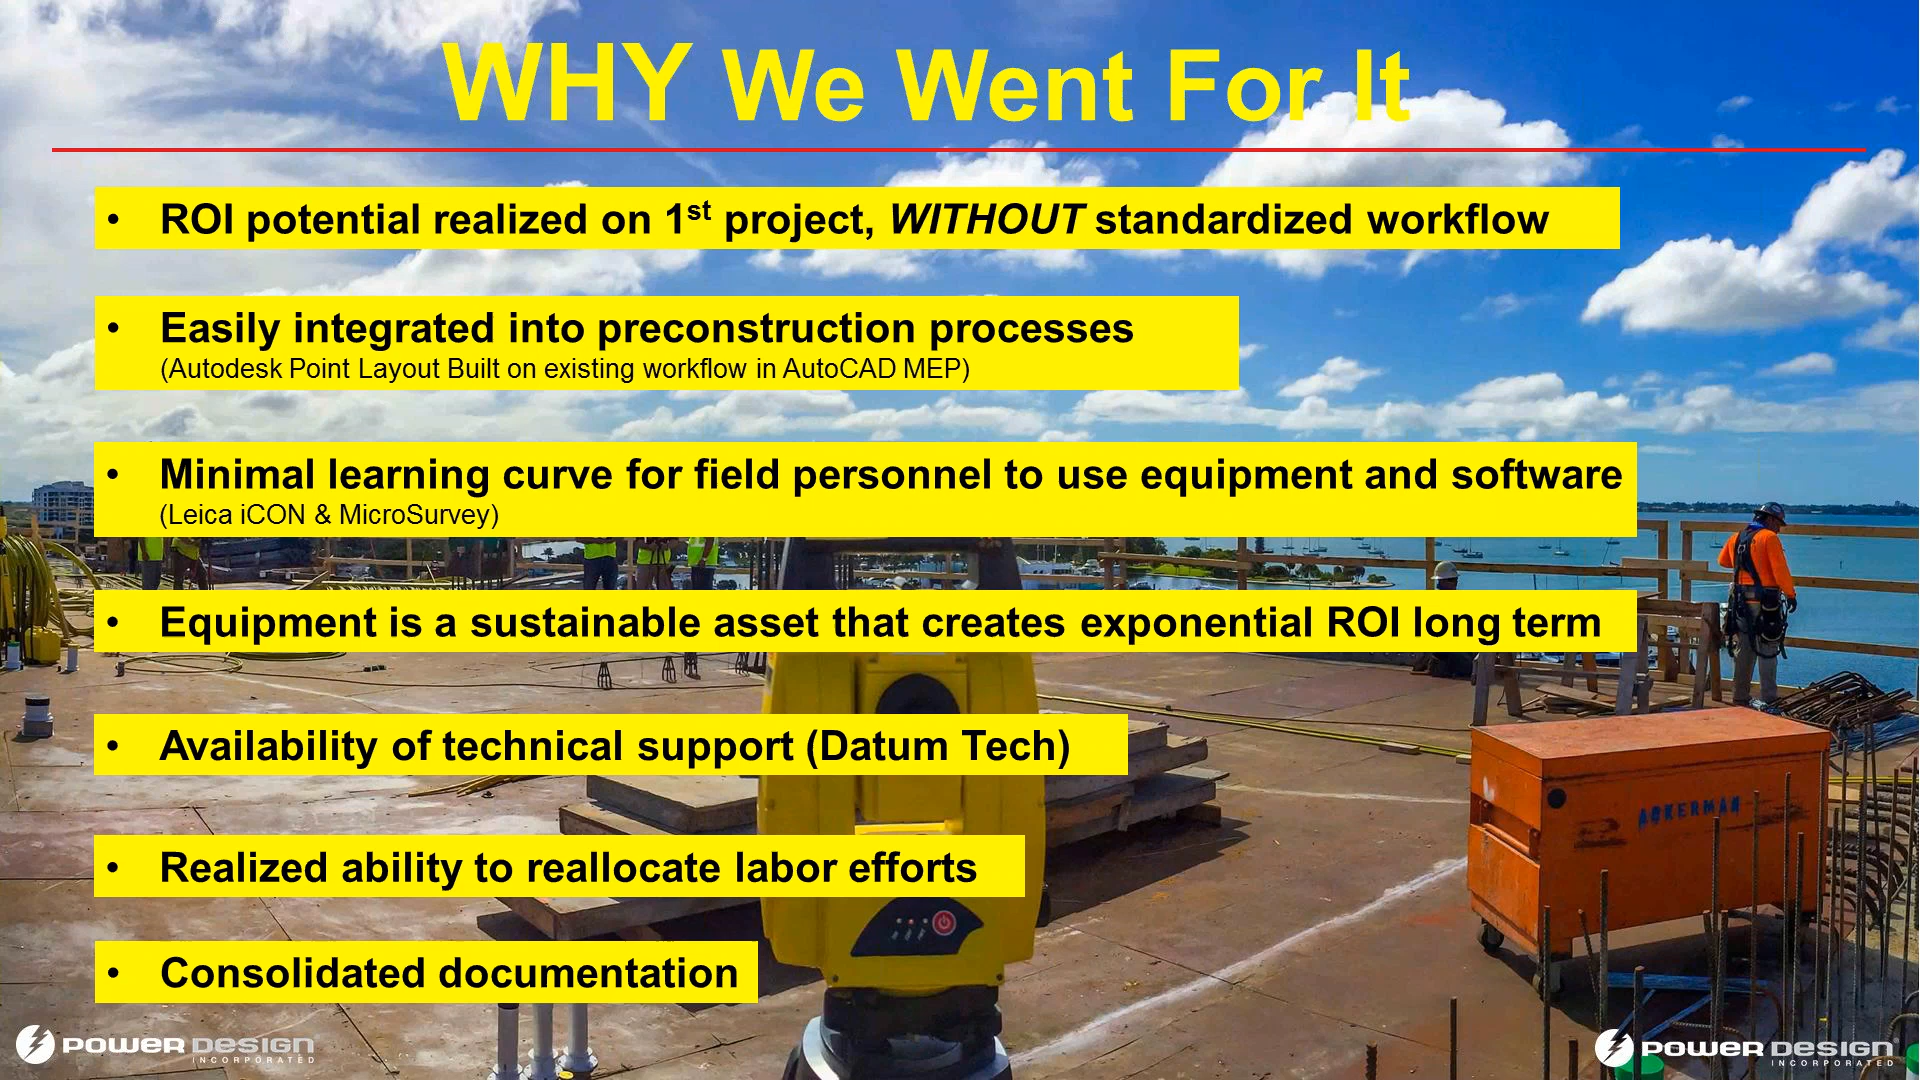 WHY We Went For It
• ROI potential realized on 1st project, WITHOUT standardized workflow
• Easily integrated into preconstruction processes
(Autodesk Point Layout Built on existing workflow in AutoCAD MEP)
• Minimal learning curve for field personnel to use equipment and software
(Leica iCON & MicroSurvey)
• Equipment is a sustainable asset that creates exponential ROI long term
• Availability of technical support (Datum Tech)
ACKERMAN
• Realized ability to reallocate labor efforts
• Consolidated documentation
POWER DESIGN
INCORPORATED
POWER DESIGN
INCORPORATED